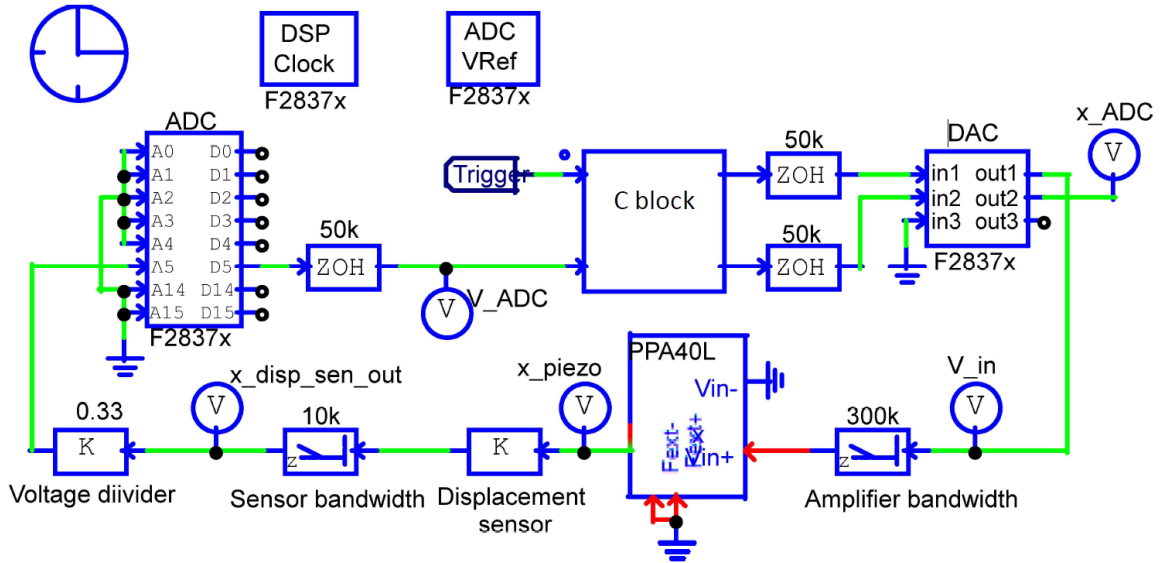 DSP
Clock
F2837x
ADC
VRef
F2837x
ADC
A0 D0
A1 D1
A2 D2
A3 D3
A4 D4
A5 D5
A14 D14
A15 D15
F2837x
50k
ZOH
V
V_ADC
Trigger
C block
50k
ZOH
50k
ZOH
DAC
in1 out1
in2 out2
in3 out3
F2837x
x_ADC
V
0.33
K
Voltage diivider
x_disp_sen_out
V
10k
z
Sensor bandwidth
K
Displacement
sensor
x_piezo
V
PPA40L
Vin-
Fext-
Fext+
Vin+
300k
z
Amplifier bandwidth
V_in
V